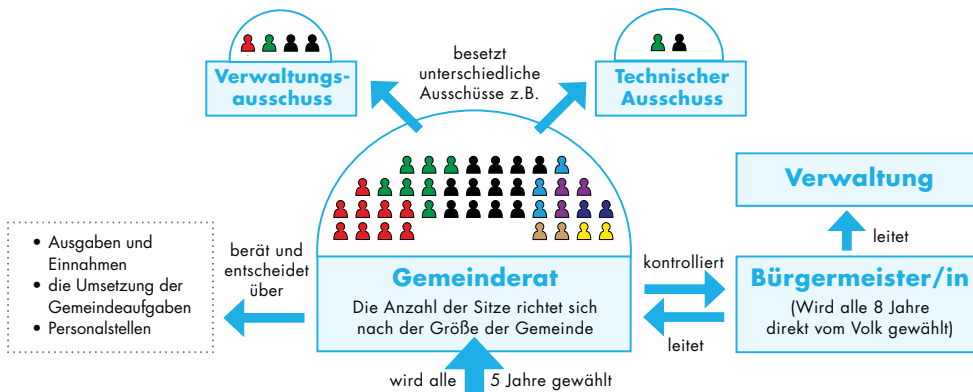 Verwaltungs-
ausschuss
besetzt
unterschiedliche
Ausschüsse z.B.
Technischer
Ausschuss
Verwaltung
leitet
• Ausgaben und
Einnahmen
• die Umsetzung der
Gemeindeaufgaben
• Personalstellen
berät und
entscheidet
über
Gemeinderat
Die Anzahl der Sitze richtet sich
nach der Größe der Gemeinde
kontrolliert
leitet
Bürgermeister/in
(Wird alle 8 Jahre
direkt vom Volk gewählt)
wird alle 5 Jahre gewählt